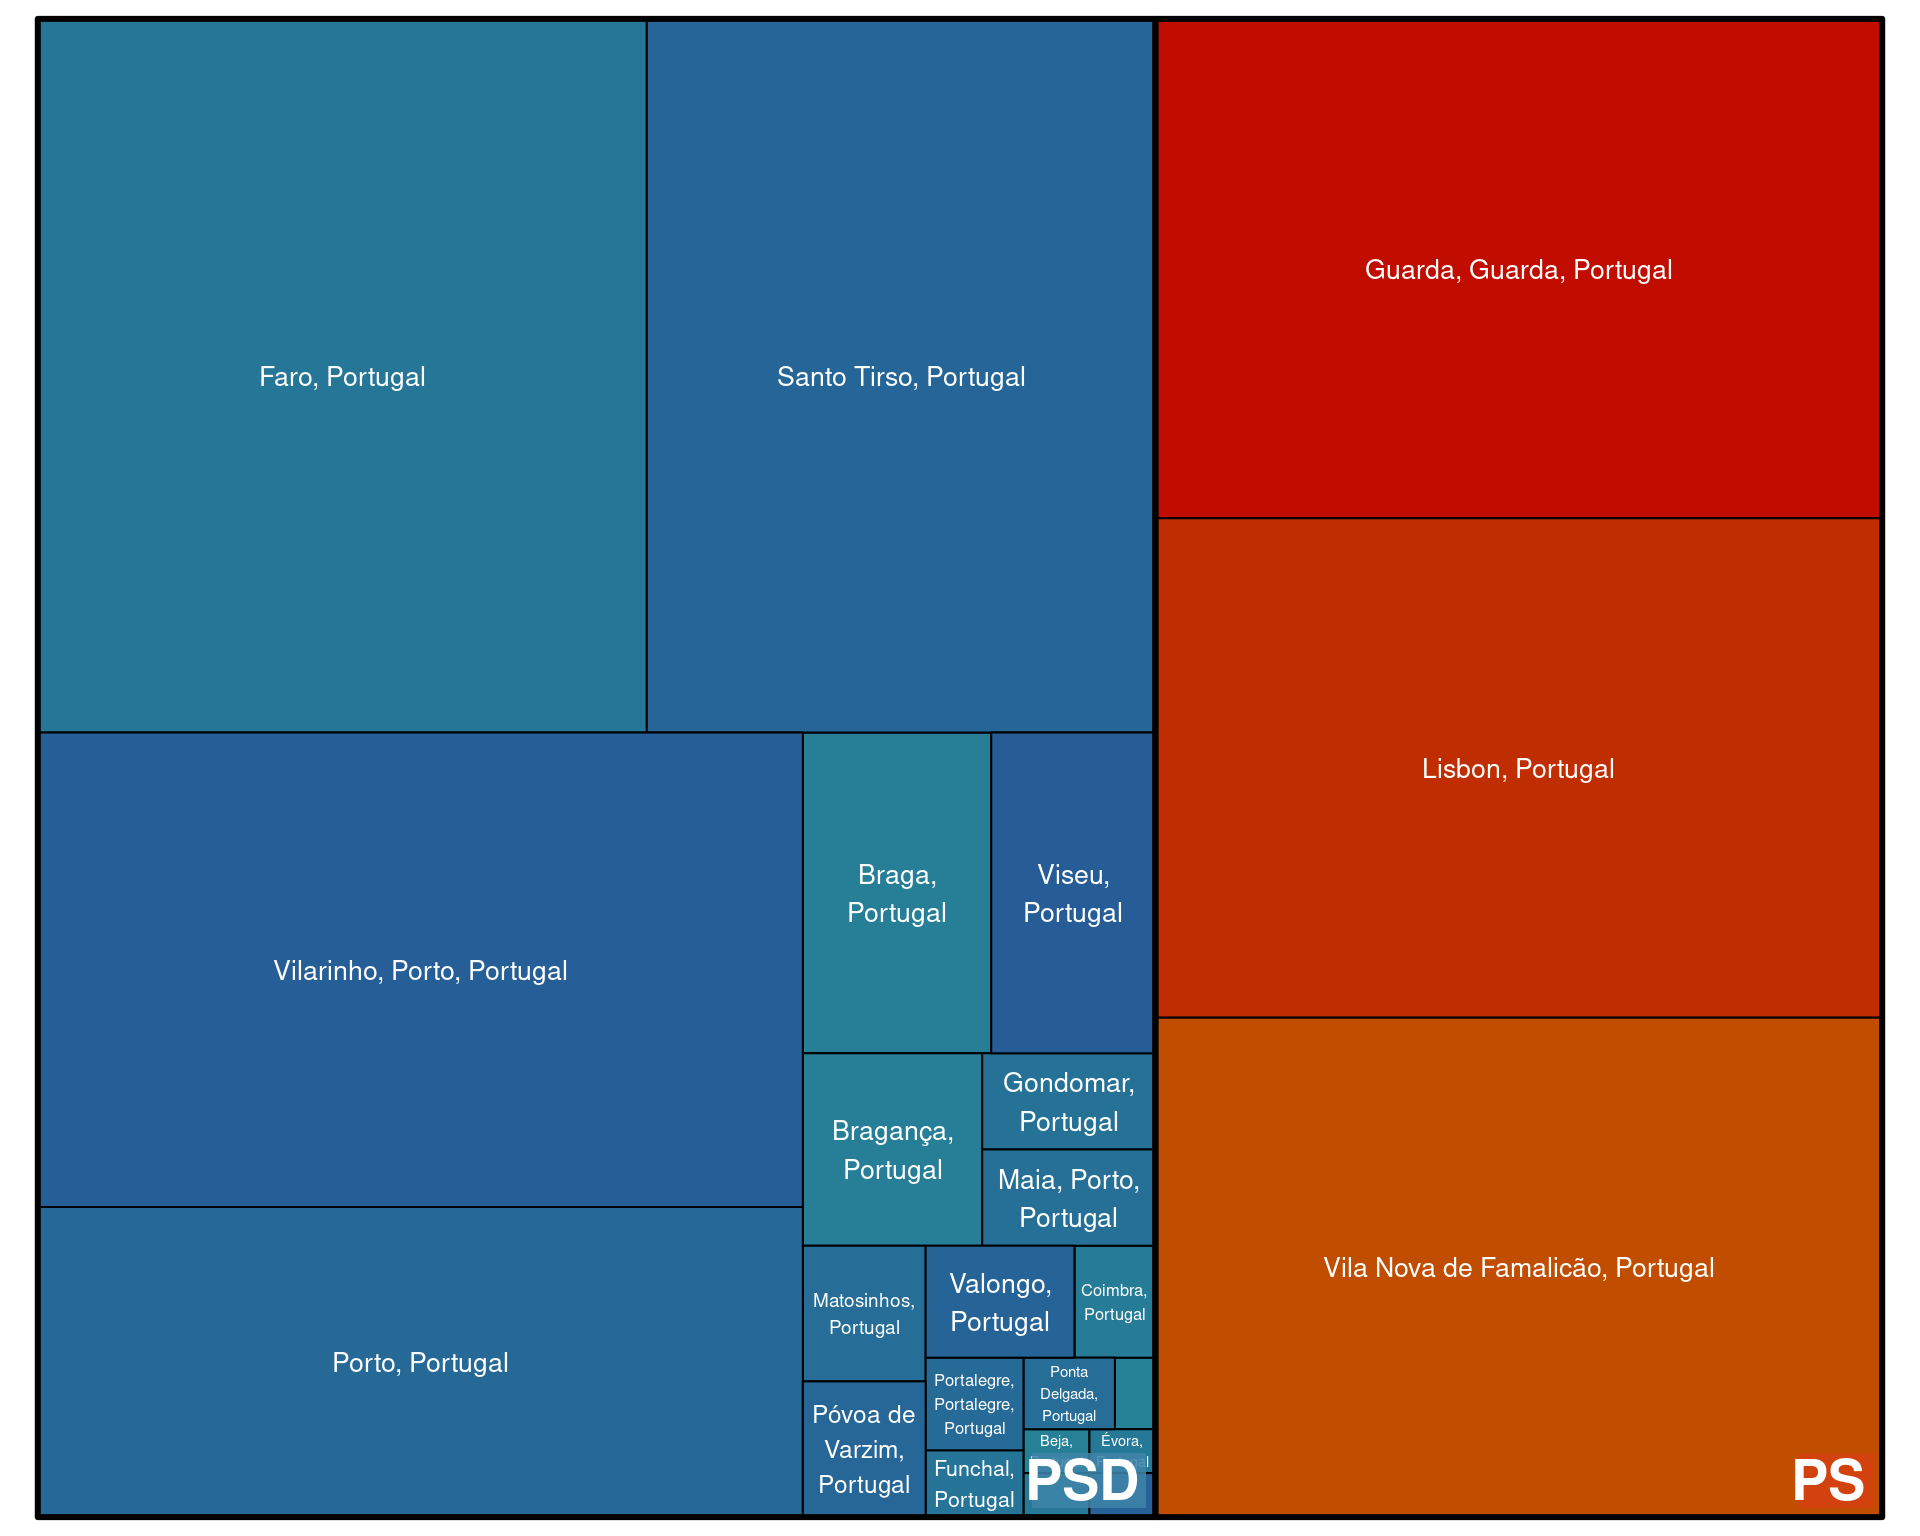 Faro, Portugal
Santo Tirso, Portugal
Guarda, Guarda, Portugal
Lisbon, Portugal
Vilarinho, Porto, Portugal
Braga,
Portugal
Viseu,
Portugal
Bragança,
Portugal
Gondomar,
Portugal
Maia, Porto,
Portugal
Porto, Portugal
Matosinhos,
Portugal
Valongo,
Portugal
Coimbra,
Portugal
Vila Nova de Famalicão, Portugal
Póvoa de
Varzim,
Portugal
Portalegre,
Portalegre,
Portugal
Ponta
Delgada,
Portugal
Funchal,
Portugal
Beja,
Évora,
PSD
PS